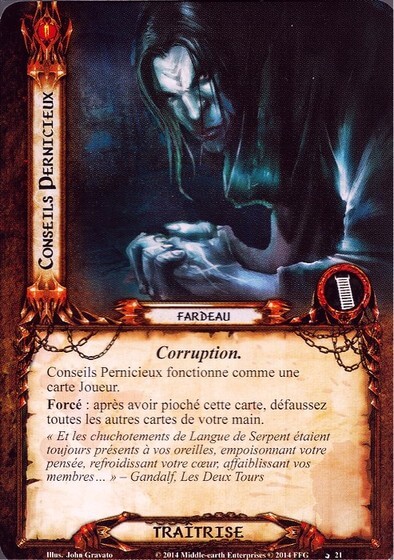 CONSEILS PERNICIEUX
FARDEAU
Corruption.
Conseils Pernicieux fonctionne comme une
carte Joueur.
Forcé : après avoir pioché cette carte, défaussez
toutes les autres cartes de votre main.
« Et les chuchotements de Langue de Serpent étaient
toujours présents à vos oreilles, empoisonnant votre
pensée, refroidissant votre cœur, affaiblissant vos
membres… » – Gandalf, Les Deux Tours
TRAÎTRISE
Illus. John Gravato © 2014 Middle-earth Enterprises © 2014 FFG 21